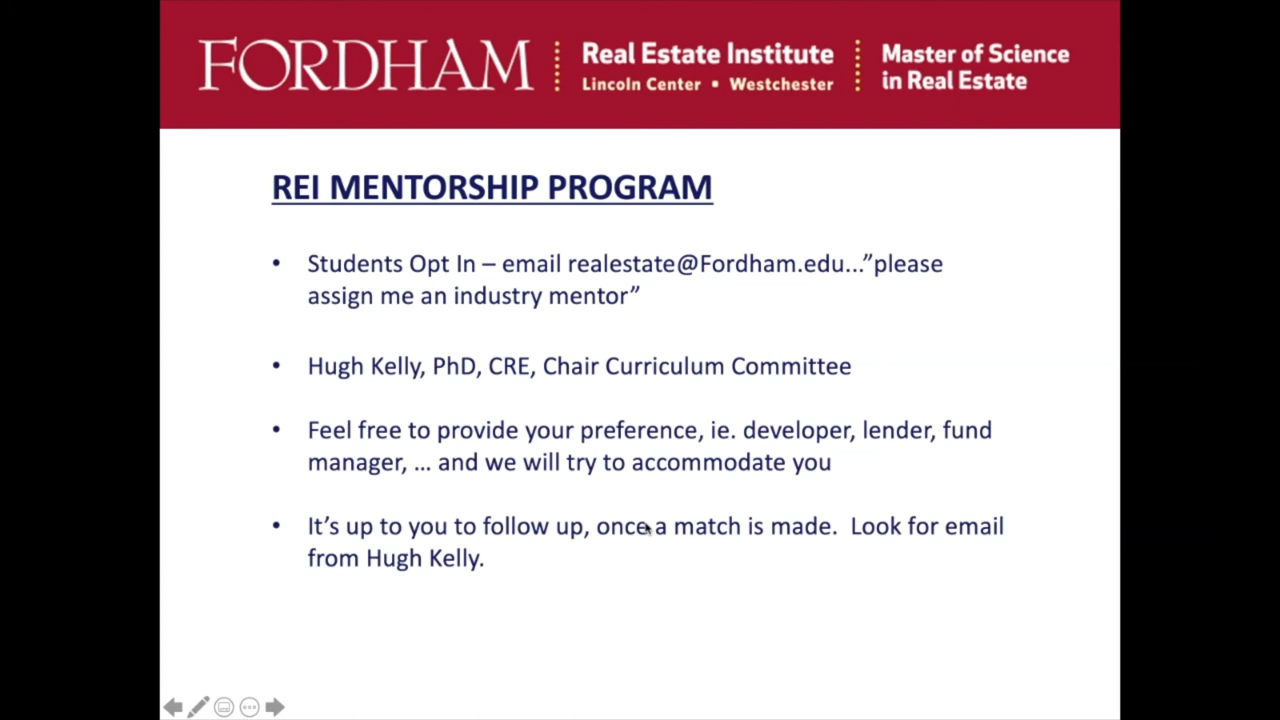 FORDHAM
Real Estate Institute
Lincoln Center • Westchester
Master of Science
in Real Estate
REI MENTORSHIP PROGRAM
• Students Opt In – email realestate@Fordham.edu...”please
assign me an industry mentor”
• Hugh Kelly, PhD, CRE, Chair Curriculum Committee
• Feel free to provide your preference, ie. developer, lender, fund
manager, ... and we will try to accommodate you
• It’s up to you to follow up, once a match is made.  Look for email
from Hugh Kelly.